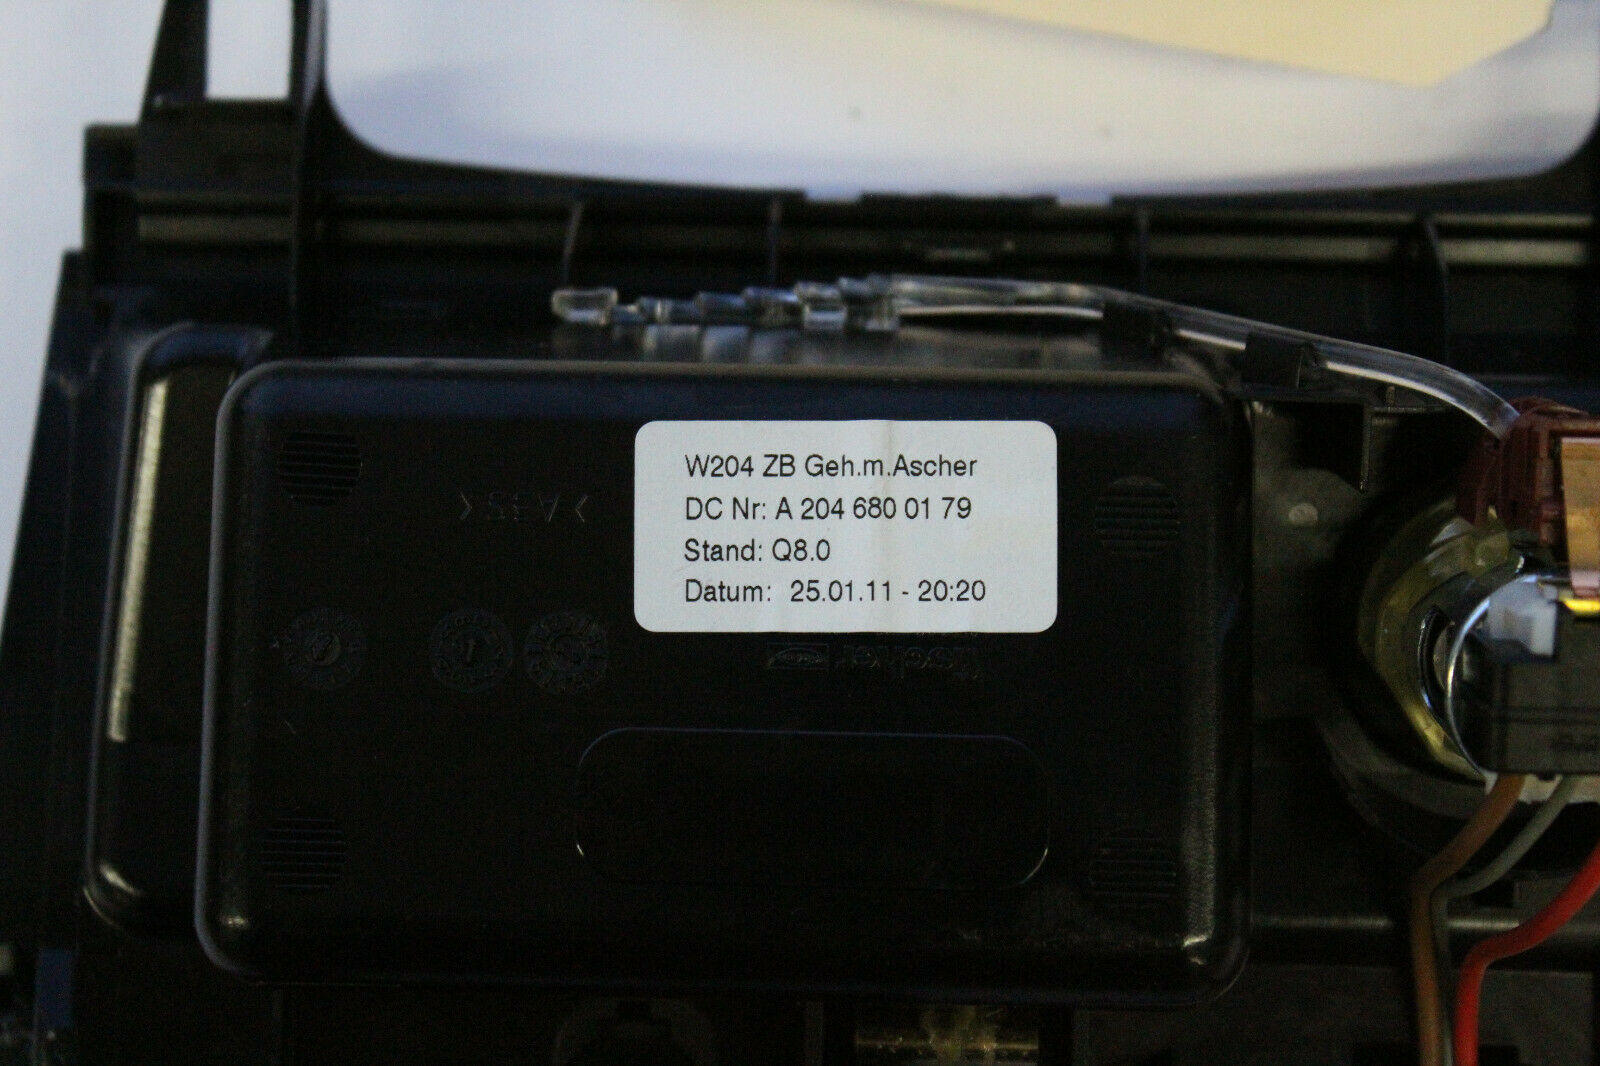 W204 ZB Geh.m.Ascher
DC Nr: A 204 680 01 79
Stand: Q8.0
Datum: 25.01.11 - 20:20
fischer